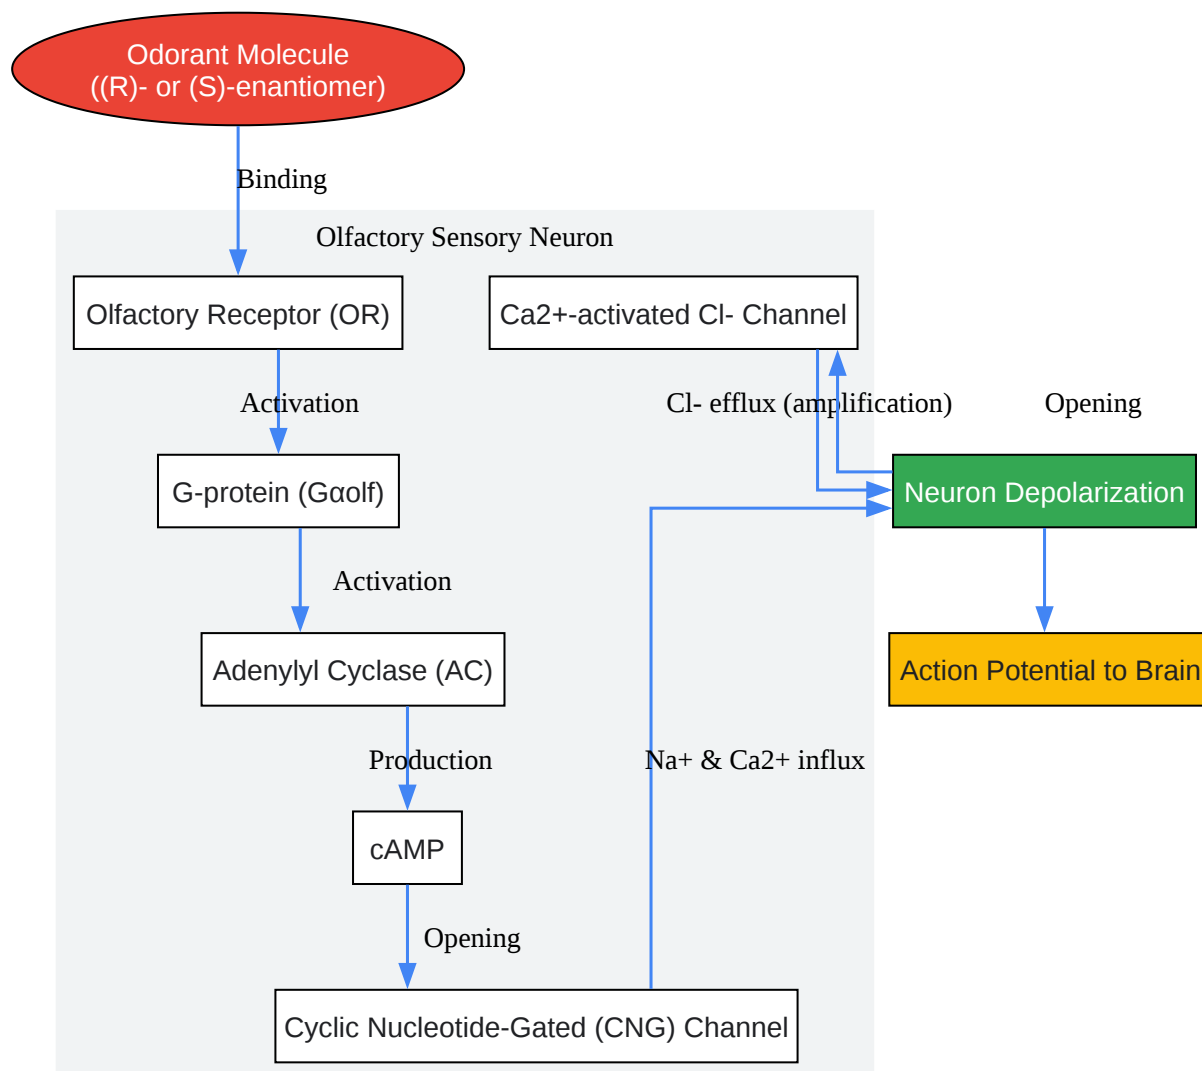 Odorant Molecule
((R)- or (S)-enantiomer)
Binding
Olfactory Sensory Neuron
Olfactory Receptor (OR)
Ca2+-activated Cl- Channel
Activation
Cl- efflux (amplification)
Opening
G-protein (Gαolf)
Neuron Depolarization
Activation
Adenylyl Cyclase (AC)
Action Potential to Brain
Production
Na+ & Ca2+ influx
cAMP
Opening
Cyclic Nucleotide-Gated (CNG) Channel